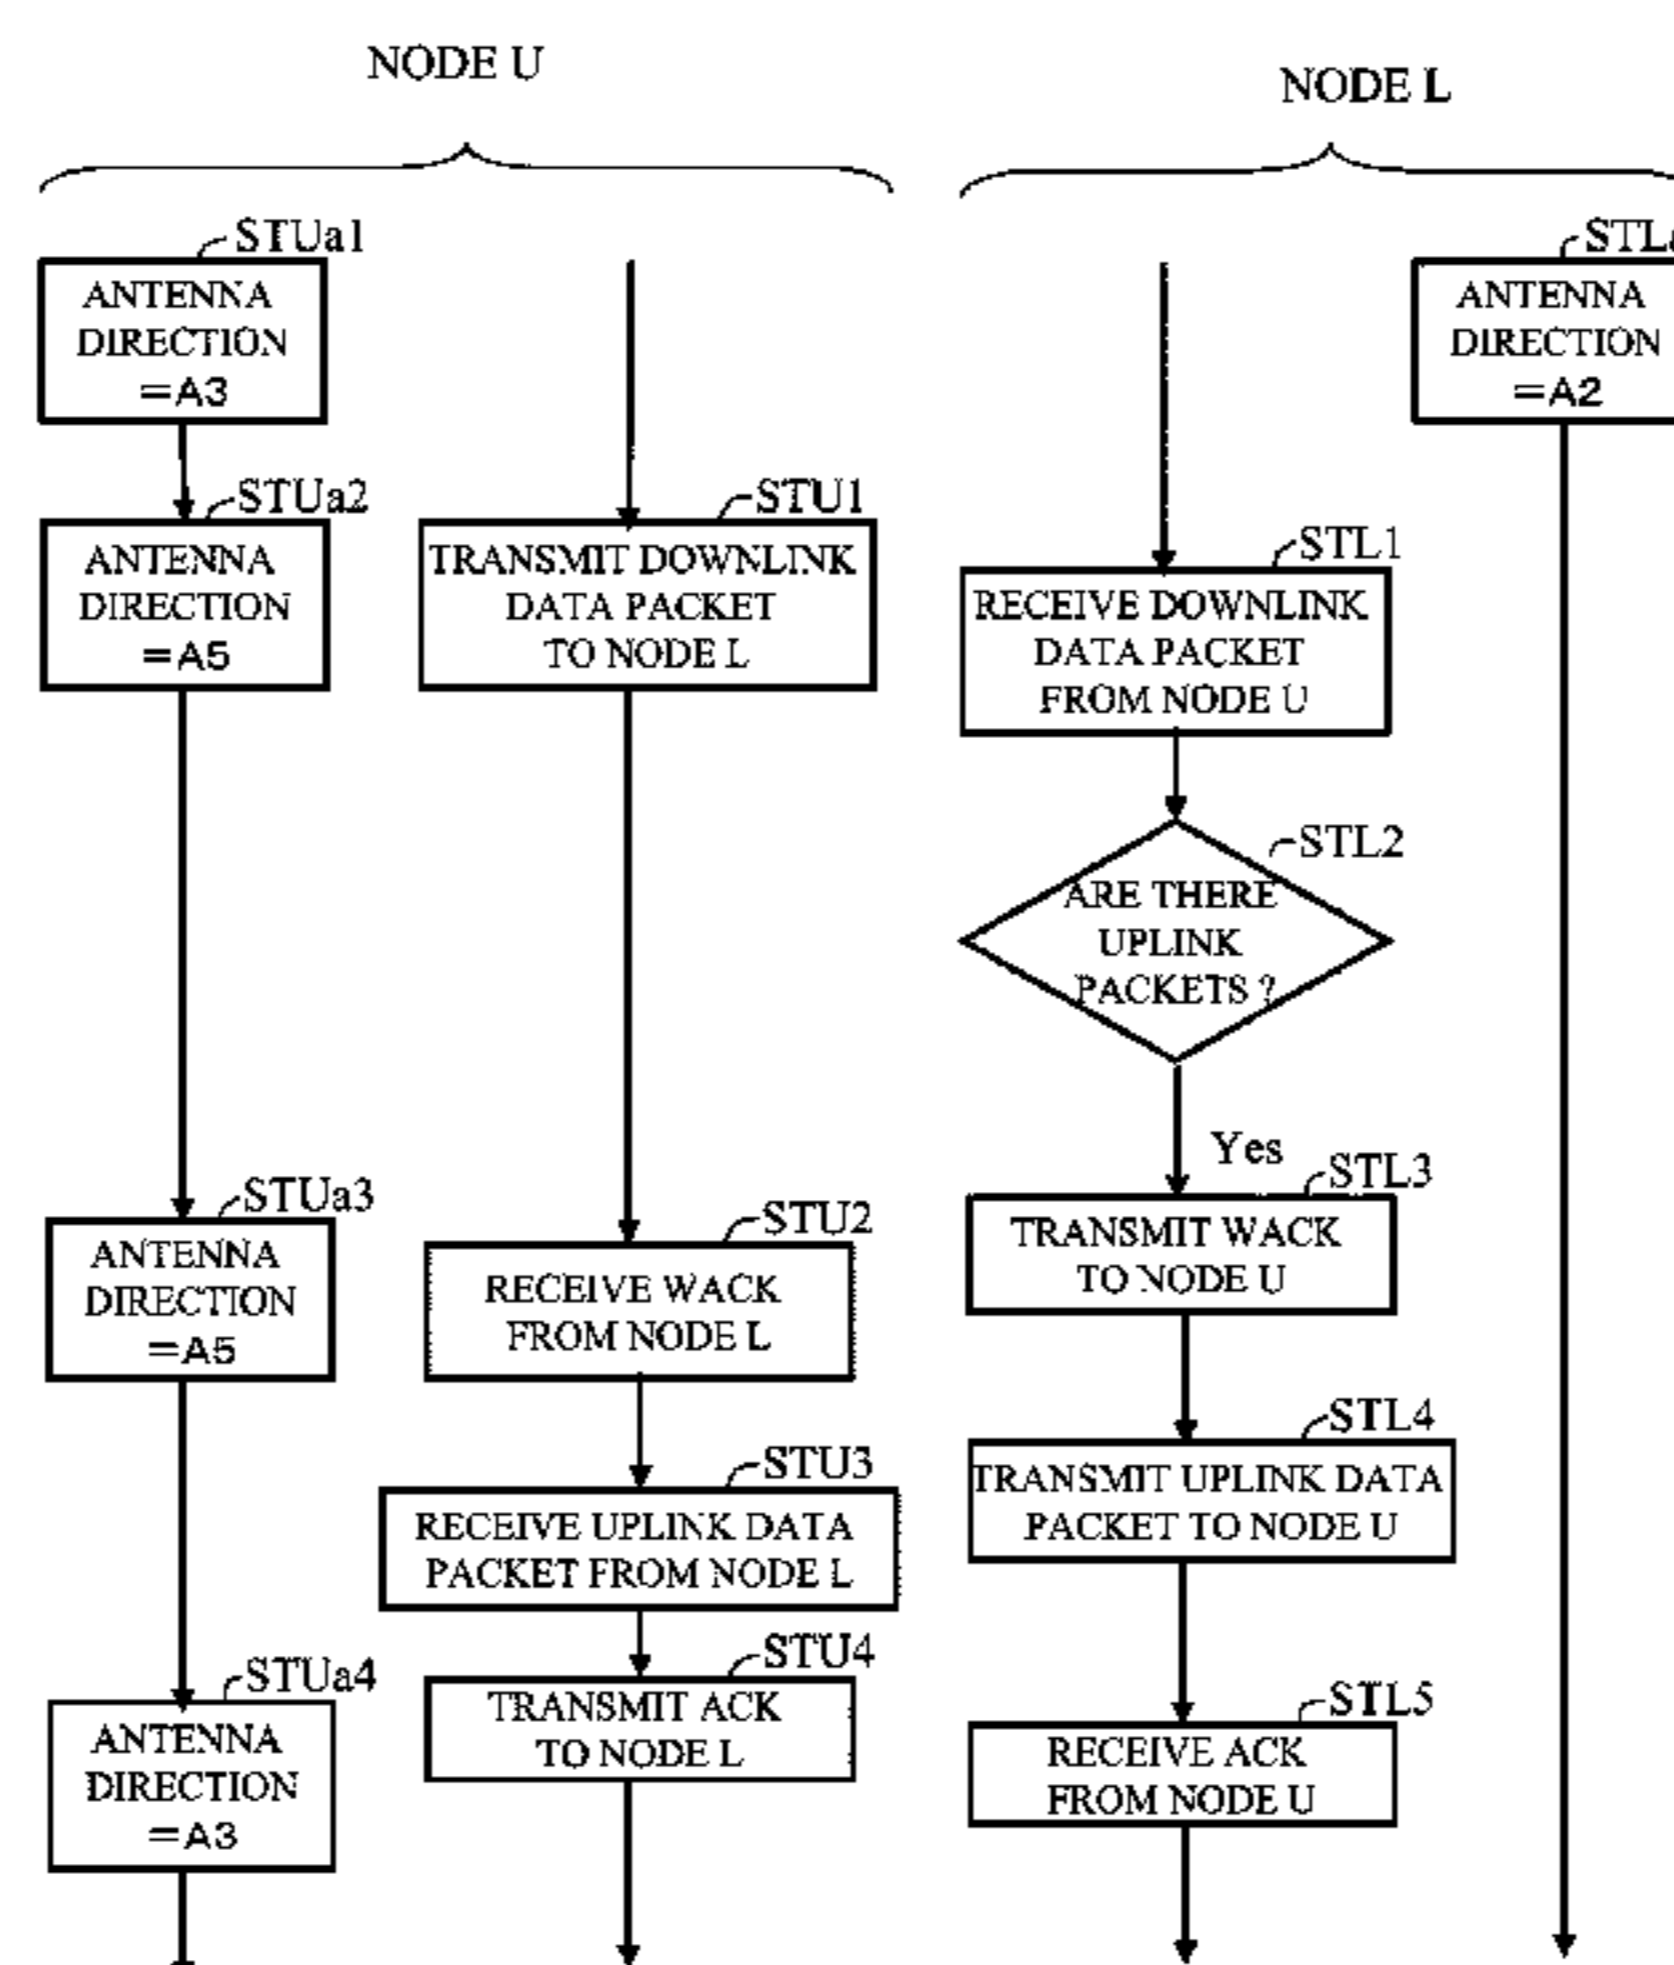 NODE U
NODE L
STUa1
ANTENNA
DIRECTION
=A3
STUa2
ANTENNA
DIRECTION
=A5
STU1
TRANSMIT DOWNLINK
DATA PACKET
TO NODE L
STL1
RECEIVE DOWNLINK
DATA PACKET
FROM NODE U
ANTENNA
DIRECTION
=A2
STL2
ARE THERE
UPLINK
PACKETS ?
Yes
STUa3
ANTENNA
DIRECTION
=A5
STU2
RECEIVE WACK
FROM NODE L
STL3
TRANSMIT WACK
TO NODE U
STU3
RECEIVE UPLINK DATA
PACKET FROM NODE L
STL4
TRANSMIT UPLINK DATA
PACKET TO NODE U
STUa4
ANTENNA
DIRECTION
=A3
STU4
TRANSMIT ACK
TO NODE L
STL5
RECEIVE ACK
FROM NODE U